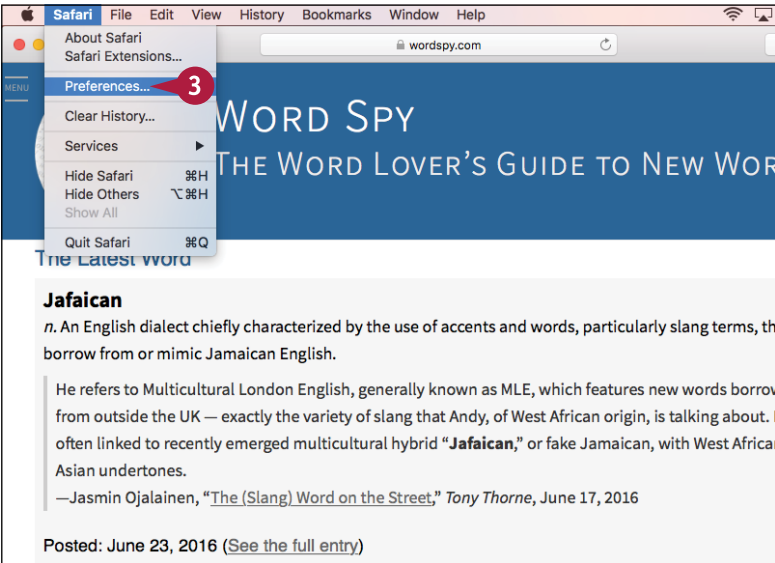 Safari File Edit View History Bookmarks Window Help
About Safari
Safari Extensions...
wordspy.com
MENU
Preferences...
3
Clear History...
Services
Hide Safari ⌘H
Hide Others ⌥⌘H
Show All
Quit Safari ⌘Q
WORD SPY
THE WORD LOVER'S GUIDE TO NEW
The Latest Word
Jafaican
n. An English dialect chiefly characterized by the use of accents and words, particularly slang terms,
borrow from or mimic Jamaican English.
He refers to Multicultural London English, generally known as MLE, which features new words
from outside the UK — exactly the variety of slang that Andy, of West African origin, is talking about.
often linked to recently emerged multicultural hybrid “Jafaican,” or fake Jamaican, with West
Asian undertones.
—Jasmin Ojalainen, “The (Slang) Word on the Street,” Tony Thorne, June 17, 2016
Posted: June 23, 2016 (See the full entry)